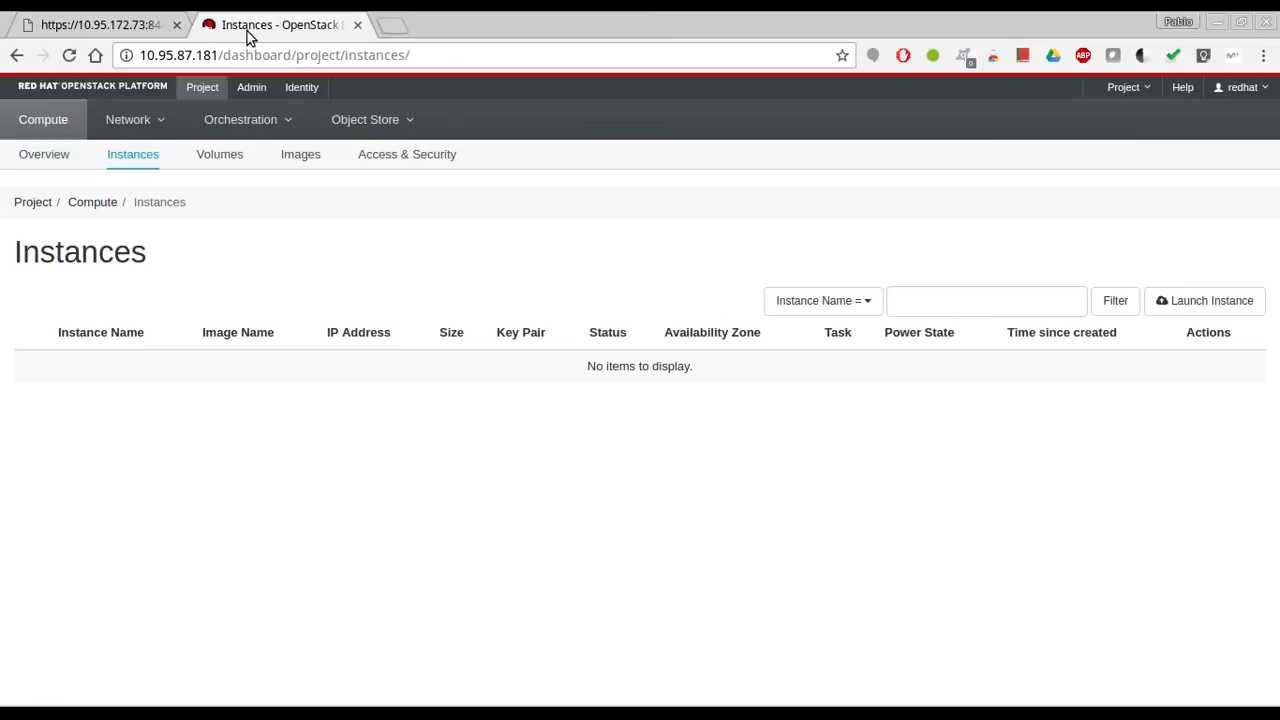 https://10.95.172.73:84
Instances - OpenStack
Pablo
10.95.87.181/dashboard/project/instances/
0
ABP
RED HAT OPENSTACK PLATFORM Project Admin Identity Project Help redhat
Compute Network Orchestration Object Store
Overview Instances Volumes Images Access & Security
Project / Compute / Instances
Instances
Instance Name = Filter Launch Instance
Instance Name Image Name IP Address Size Key Pair Status Availability Zone Task Power State Time since created Actions
No items to display.